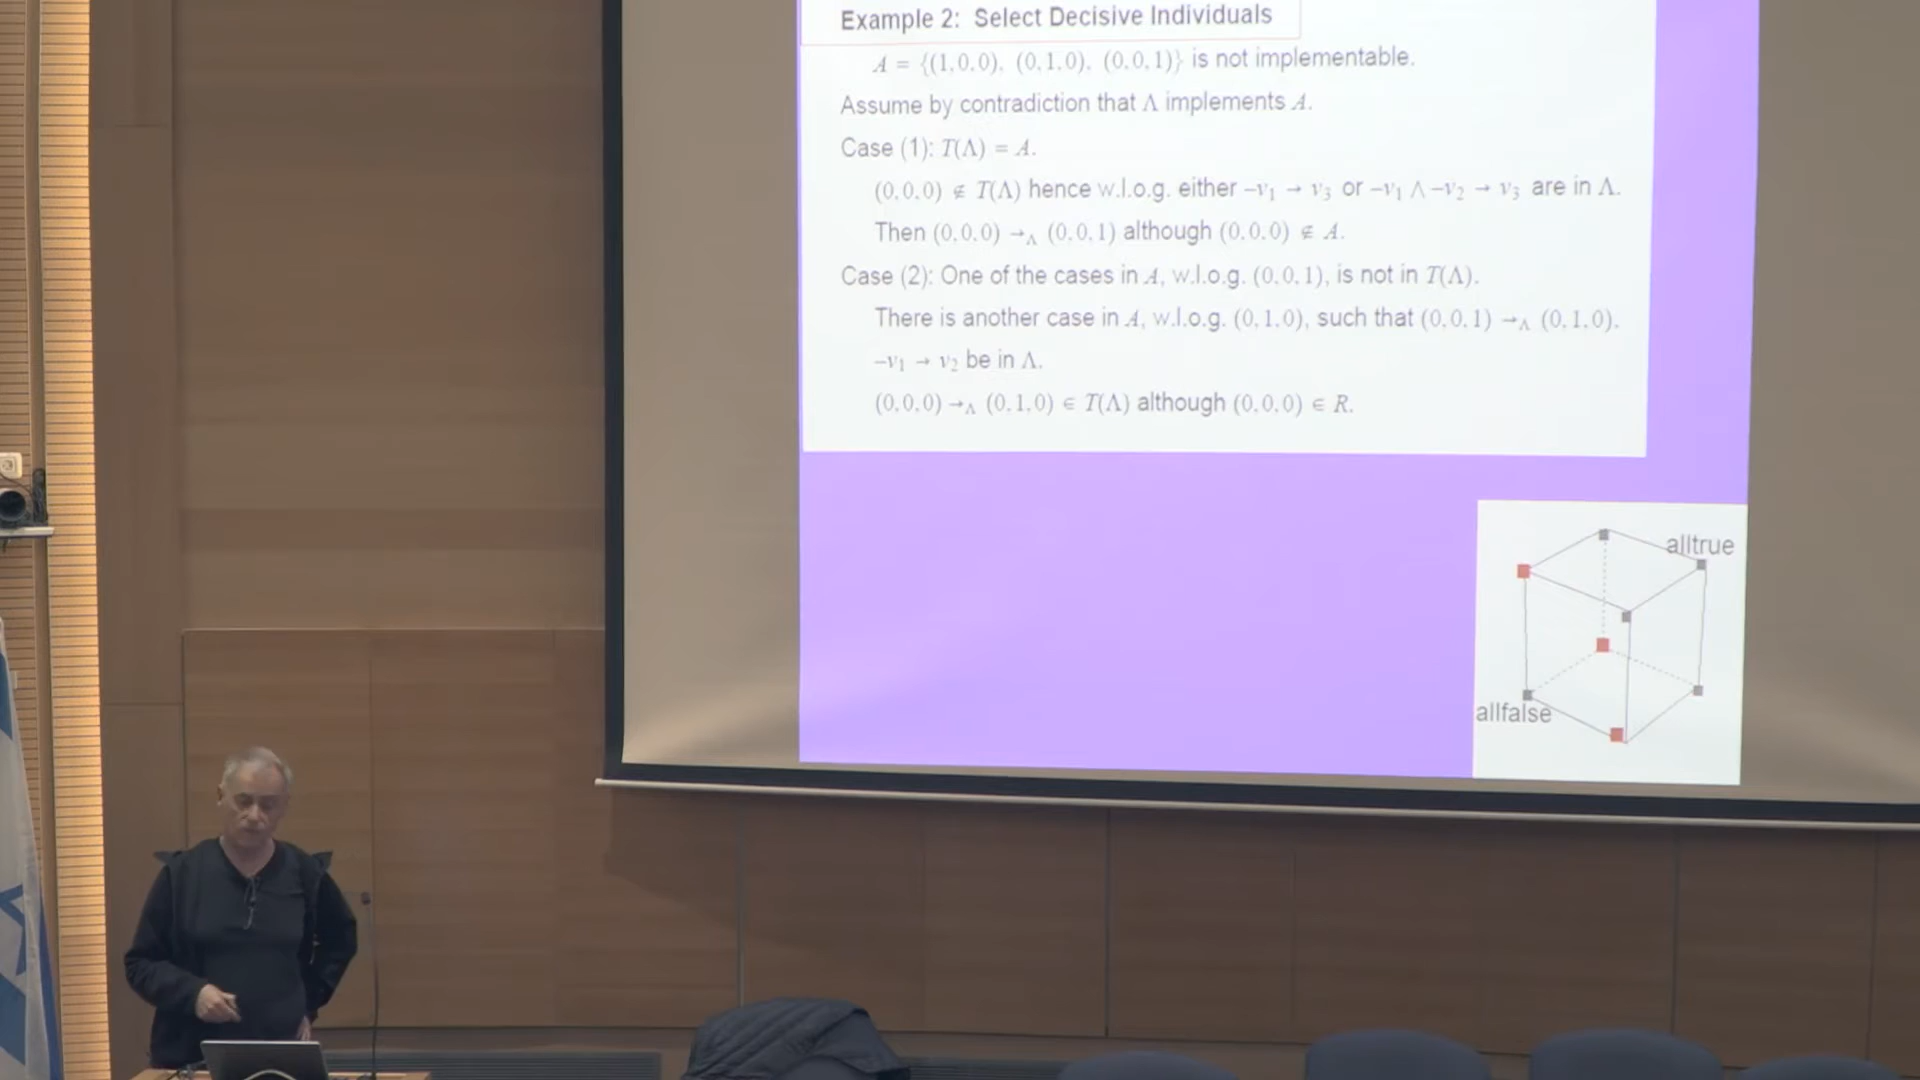 Example 2: Select Decisive Individuals
A = {(1,0,0), (0,1,0), (0,0,1)} is not implementable.
Assume by contradiction that Λ implements A.
Case (1): T(Λ) = A.
(0,0,0) ∉ T(Λ) hence w.l.o.g. either −v₁ → v₃ or −v₁ ∧ −v₂ → v₃ are in Λ.
Then (0,0,0) →Λ (0,0,1) although (0,0,0) ∉ A.
Case (2): One of the cases in A, w.l.o.g. (0,0,1), is not in T(Λ).
There is another case in A, w.l.o.g. (0,1,0), such that (0,0,1) →Λ (0,1,0).
−v₁ → v₂ be in Λ.
(0,0,0) →Λ (0,1,0) ∈ T(Λ) although (0,0,0) ∈ R.
alltrue
allfalse